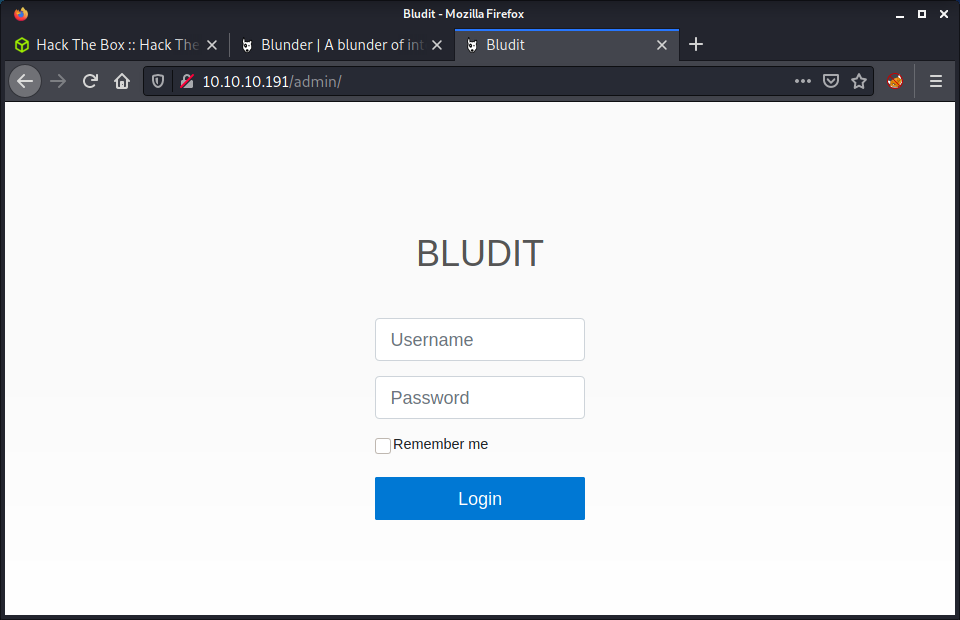 Bludit - Mozilla Firefox
Hack The Box :: Hack The
Blunder | A blunder of int
Bludit
10.10.10.191/admin/
BLUDIT
Username
Password
Remember me
Login